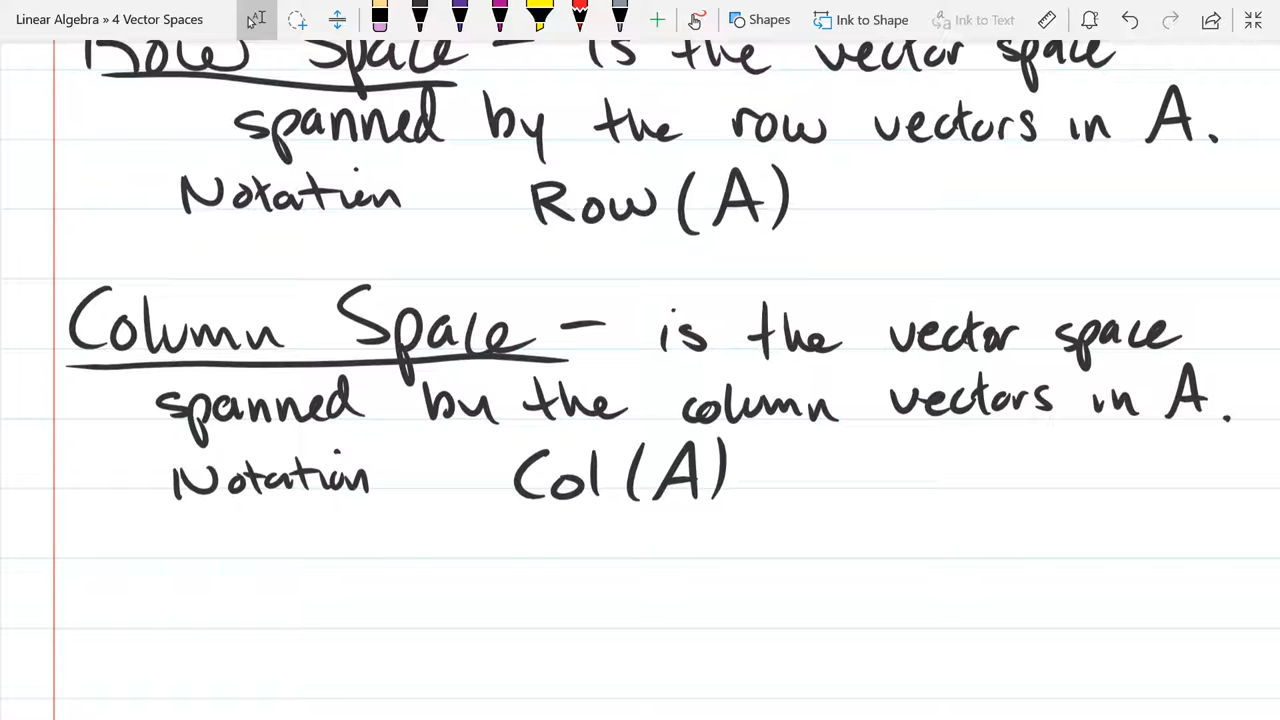 Linear Algebra » 4 Vector Spaces
Shapes
Ink to Shape
Ink to Text
Row Space – is the vector space
spanned by the row vectors in A.
Notation Row (A)
Column Space – is the vector space
spanned by the column vectors in A.
Notation Col (A)